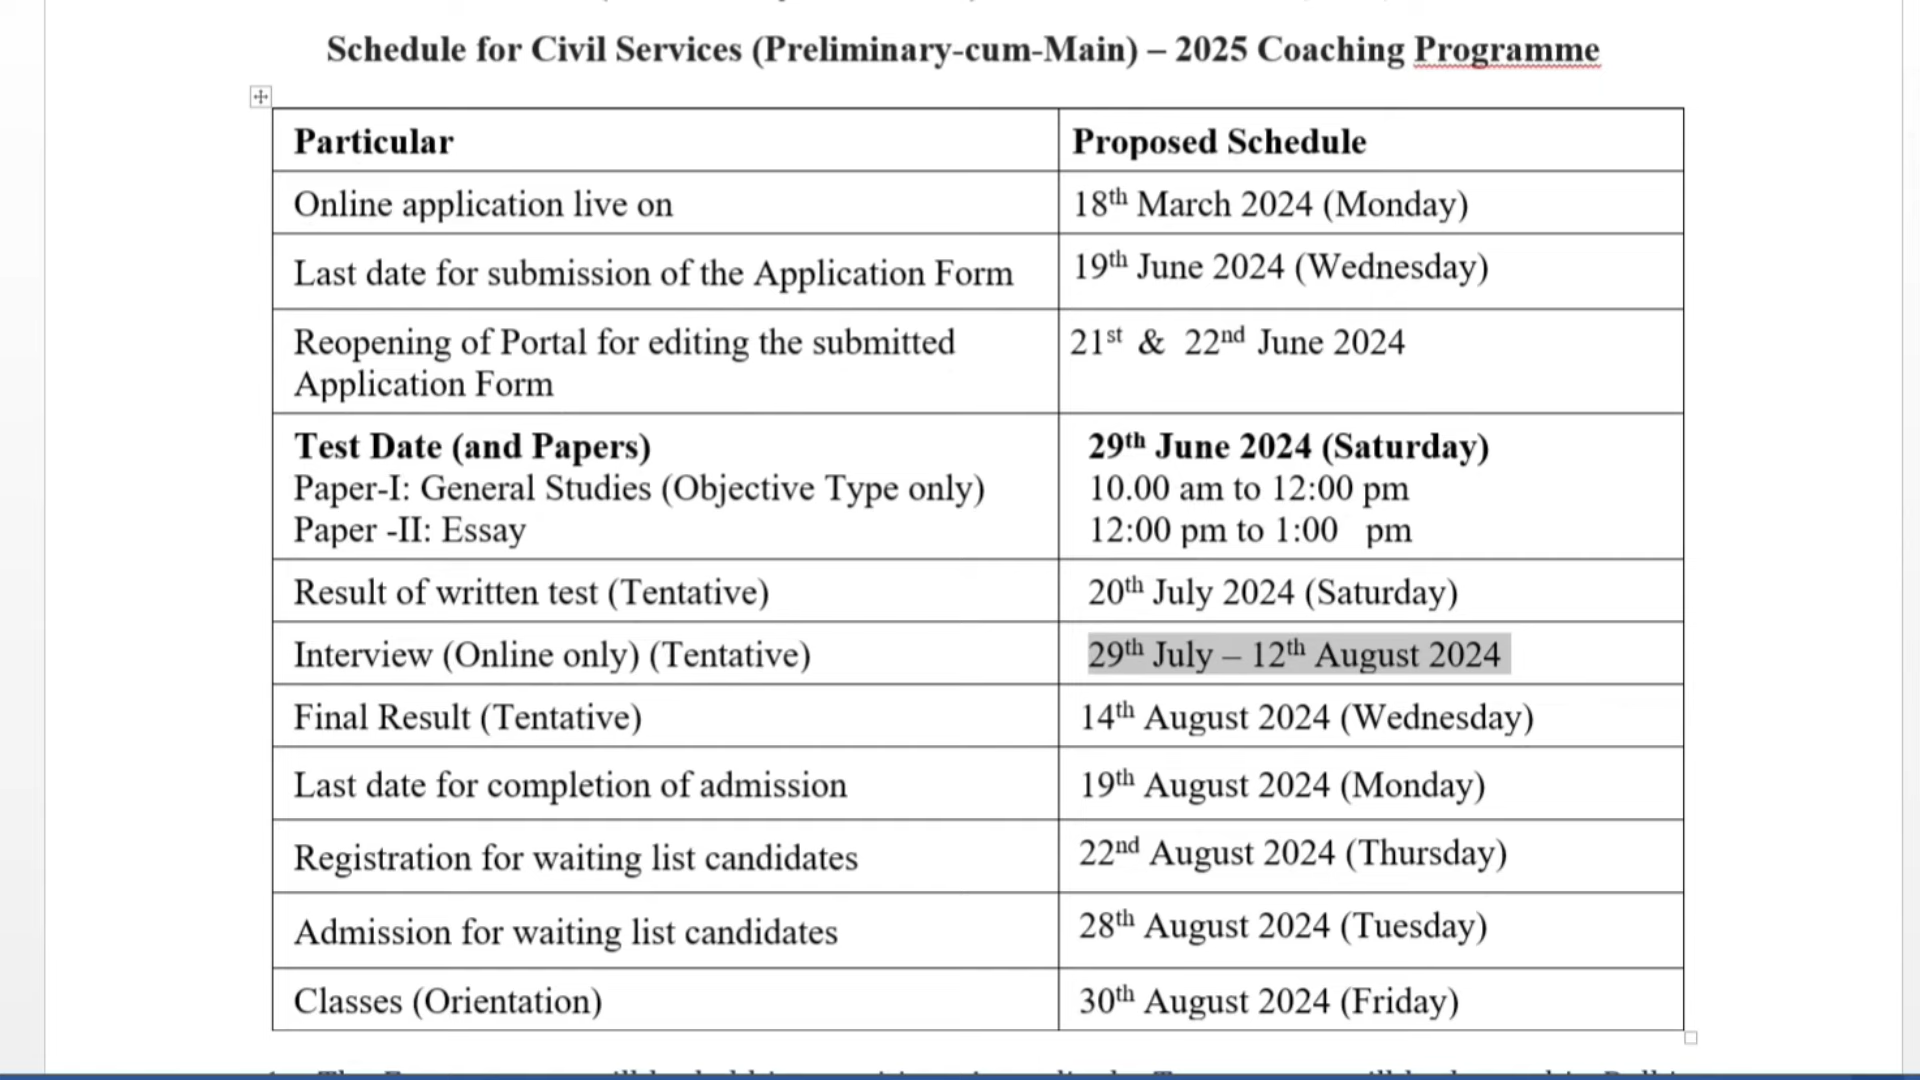 Schedule for Civil Services (Preliminary-cum-Main) – 2025 Coaching Programme
Particular
Proposed Schedule
Online application live on
18th March 2024 (Monday)
Last date for submission of the Application Form
19th June 2024 (Wednesday)
Reopening of Portal for editing the submitted
Application Form
21st & 22nd June 2024
Test Date (and Papers)
29th June 2024 (Saturday)
Paper-I: General Studies (Objective Type only)
10.00 am to 12:00 pm
Paper -II: Essay
12:00 pm to 1:00 pm
Result of written test (Tentative)
20th July 2024 (Saturday)
Interview (Online only) (Tentative)
29th July – 12th August 2024
Final Result (Tentative)
14th August 2024 (Wednesday)
Last date for completion of admission
19th August 2024 (Monday)
Registration for waiting list candidates
22nd August 2024 (Thursday)
Admission for waiting list candidates
28th August 2024 (Tuesday)
Classes (Orientation)
30th August 2024 (Friday)